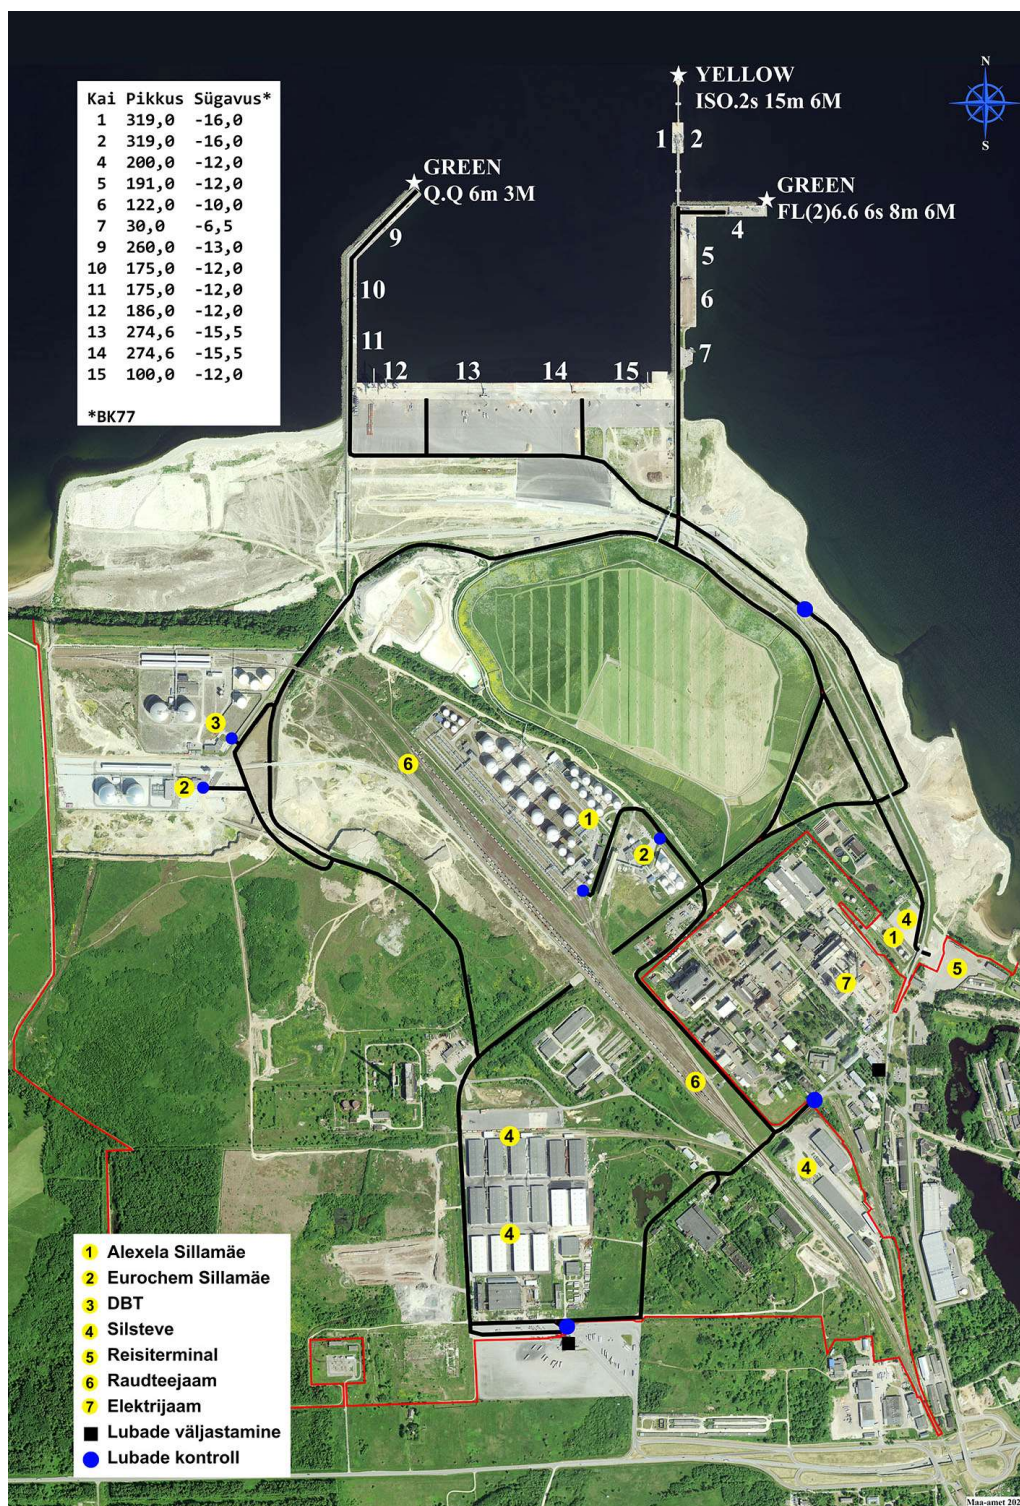 N
S
YELLOW
ISO.2s 15m 6M
1 2
GREEN
Q.Q 6m 3M
GREEN
FL(2)6.6 6s 8m 6M
Kai Pikkus Sügavus*
1 319,0 -16,0
2 319,0 -16,0
4 200,0 -12,0
5 191,0 -12,0
6 122,0 -10,0
7 30,0 -6,5
9 260,0 -13,0
10 175,0 -12,0
11 175,0 -12,0
12 186,0 -12,0
13 274,6 -15,5
14 274,6 -15,5
15 100,0 -12,0
*BK77
4
9
5
10
6
11
7
12 13 14 15
3
6
2
1
2
4
1
5
7
6
4
4
4
1 Alexela Sillamäe
2 Eurochem Sillamäe
3 DBT
4 Silsteve
5 Reisiterminal
6 Raudteejaam
7 Elektrijaam
Lubade väljastamine
Lubade kontroll
Maa-amet 202